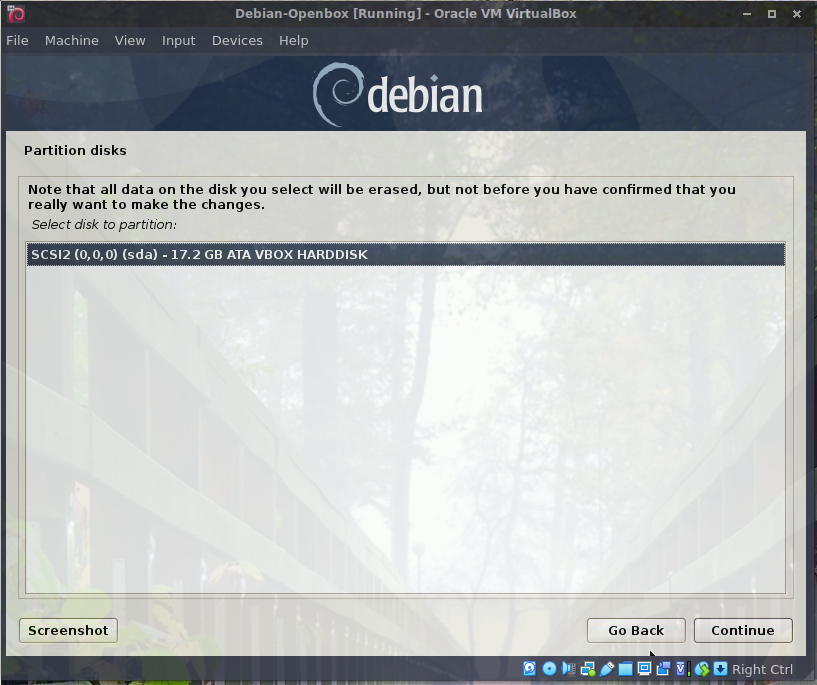 Debian-Openbox [Running] - Oracle VM VirtualBox
File Machine View Input Devices Help
debian
Partition disks
Note that all data on the disk you select will be erased, but not before you have confirmed that you
really want to make the changes.
Select disk to partition:
SCSI2 (0,0,0) (sda) - 17.2 GB ATA VBOX HARDDISK
Screenshot Go Back Continue
Right Ctrl